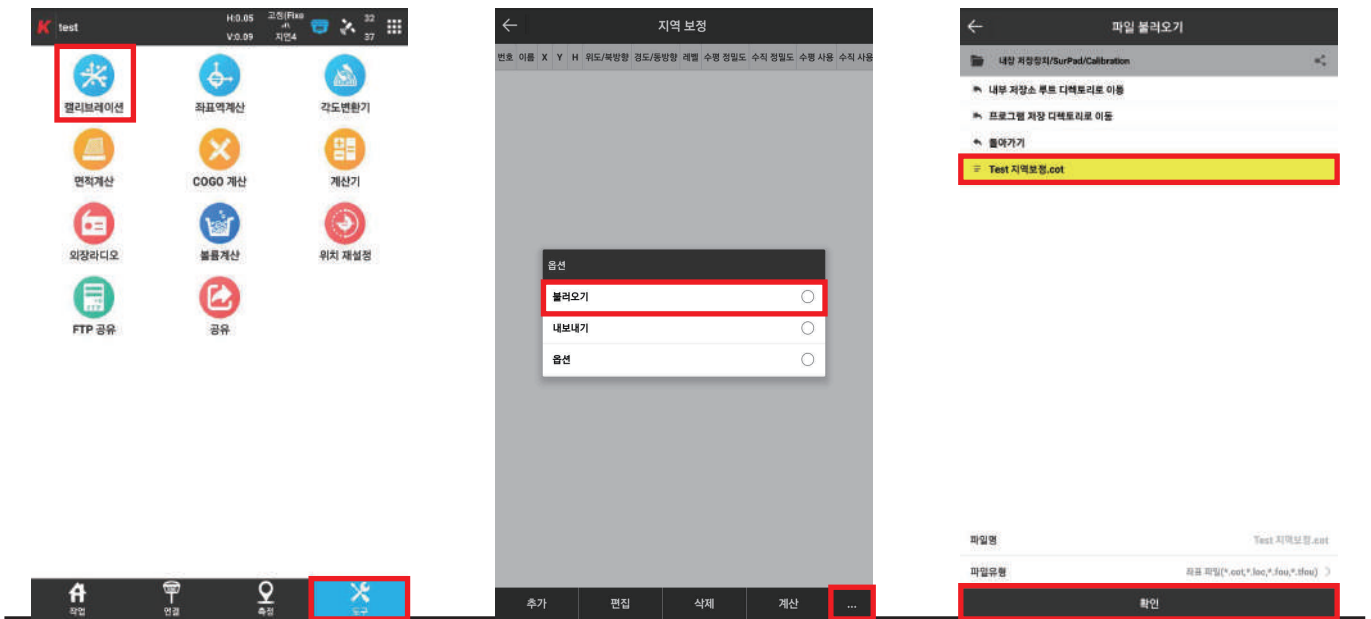 K test
H:0.05
V:0.09
고정(Fixe
지연4
32
37
캘리브레이션
좌표역계산
각도변환기
면적계산
COGO 계산
계산기
외장라디오
볼륨계산
위치 재설정
FTP 공유
공유
작업
연결
측정
도구
지역 보정
번호 이름 X Y H 위도/북방향 경도/동방향 레벨 수평 정밀도 수직 정밀도 수평 사용 수직 사용
옵션
불러오기
내보내기
옵션
추가
편집
삭제
계산
...
파일 불러오기
내장 저장장치/SurPad/Calibration
내부 저장소 루트 디렉토리로 이동
프로그램 저장 디렉토리로 이동
돌아가기
Test 지역보정.cot
파일명
Test 지역보정.cot
파일유형
좌표 파일(*.cot,*.loc,*.fou,*.tfou)
확인